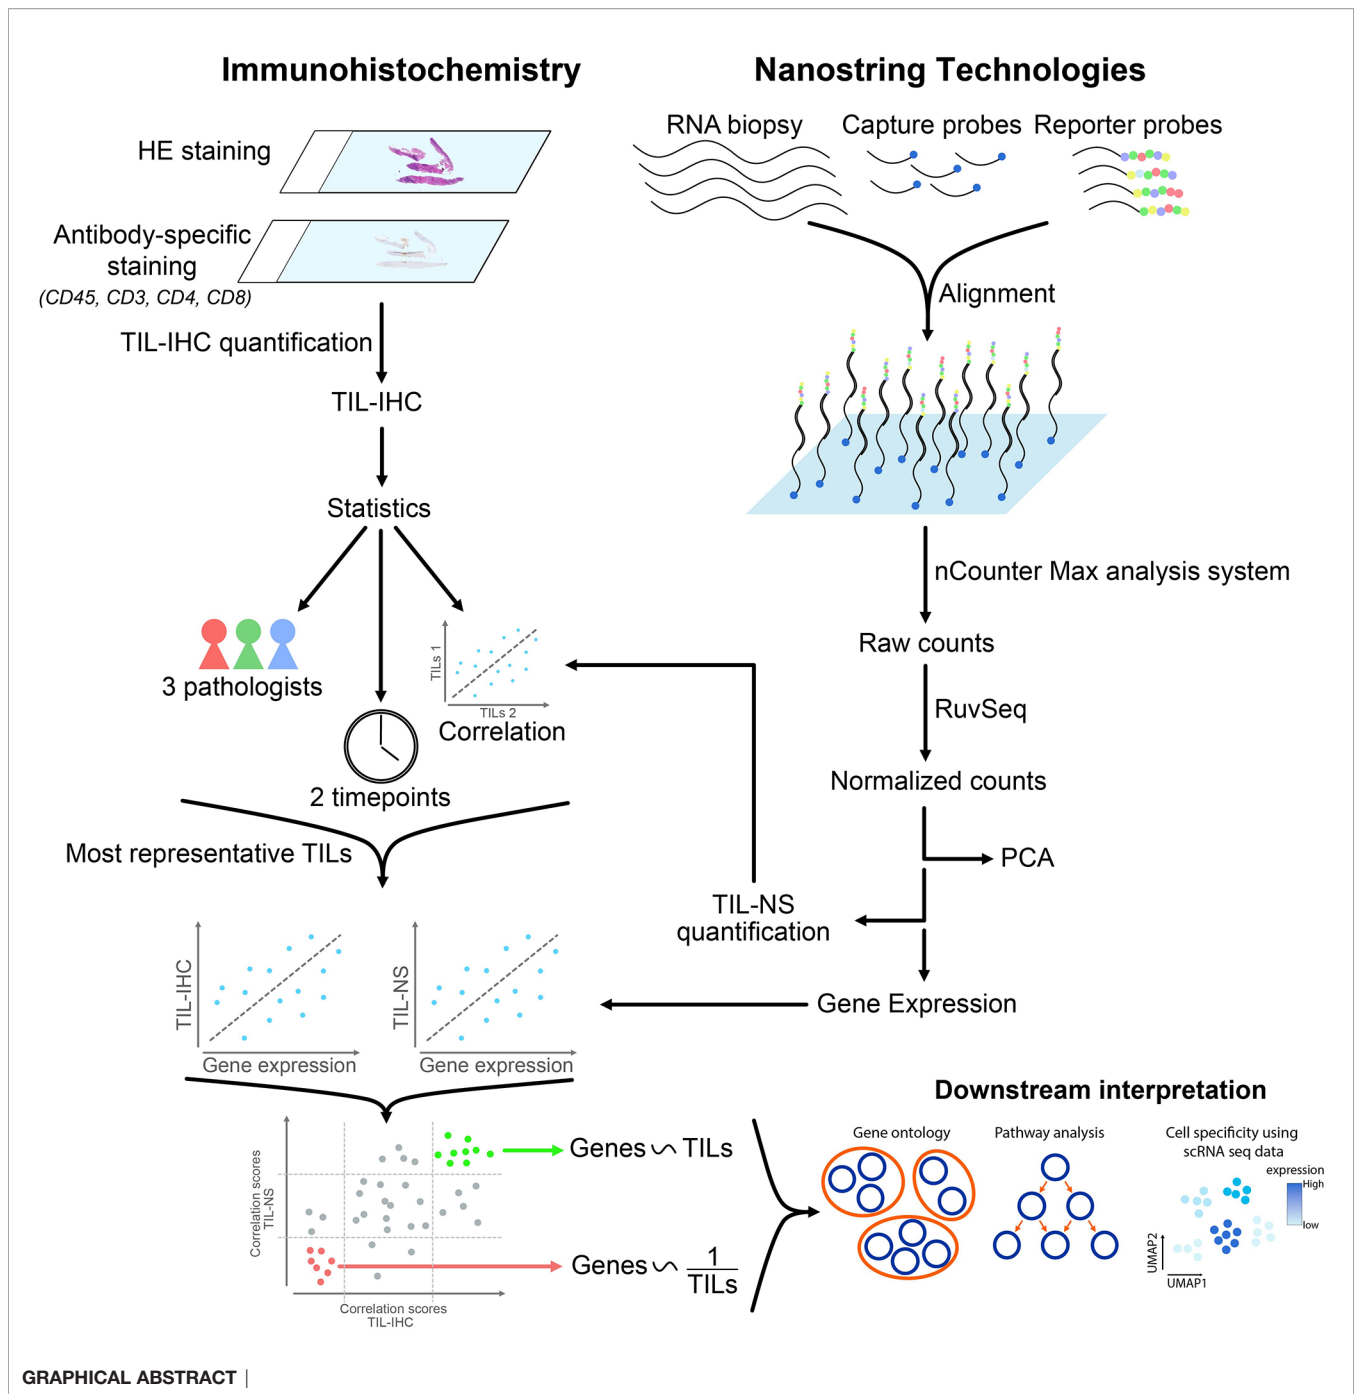 Immunohistochemistry
HE staining
Antibody-specific
staining
(CD45, CD3, CD4, CD8)
TIL-IHC quantification
TIL-IHC
Statistics
3 pathologists
2 timepoints
TILs 1
TILs 2
Correlation
Most representative TILs
TIL-IHC
Gene expression
TIL-NS
Gene expression
Nanostring Technologies
RNA biopsy
Capture probes
Reporter probes
Alignment
nCounter Max analysis system
Raw counts
RuvSeq
Normalized counts
PCA
TIL-NS
quantification
Gene Expression
Correlation scores
TIL-NS
Correlation scores
TIL-IHC
Genes ∽ TILs
Genes ∽ 1
TILs
Downstream interpretation
Gene ontology
Pathway analysis
Cell specificity using
scRNA seq data
expression
High
low
UMAP2
UMAP1
GRAPHICAL ABSTRACT |